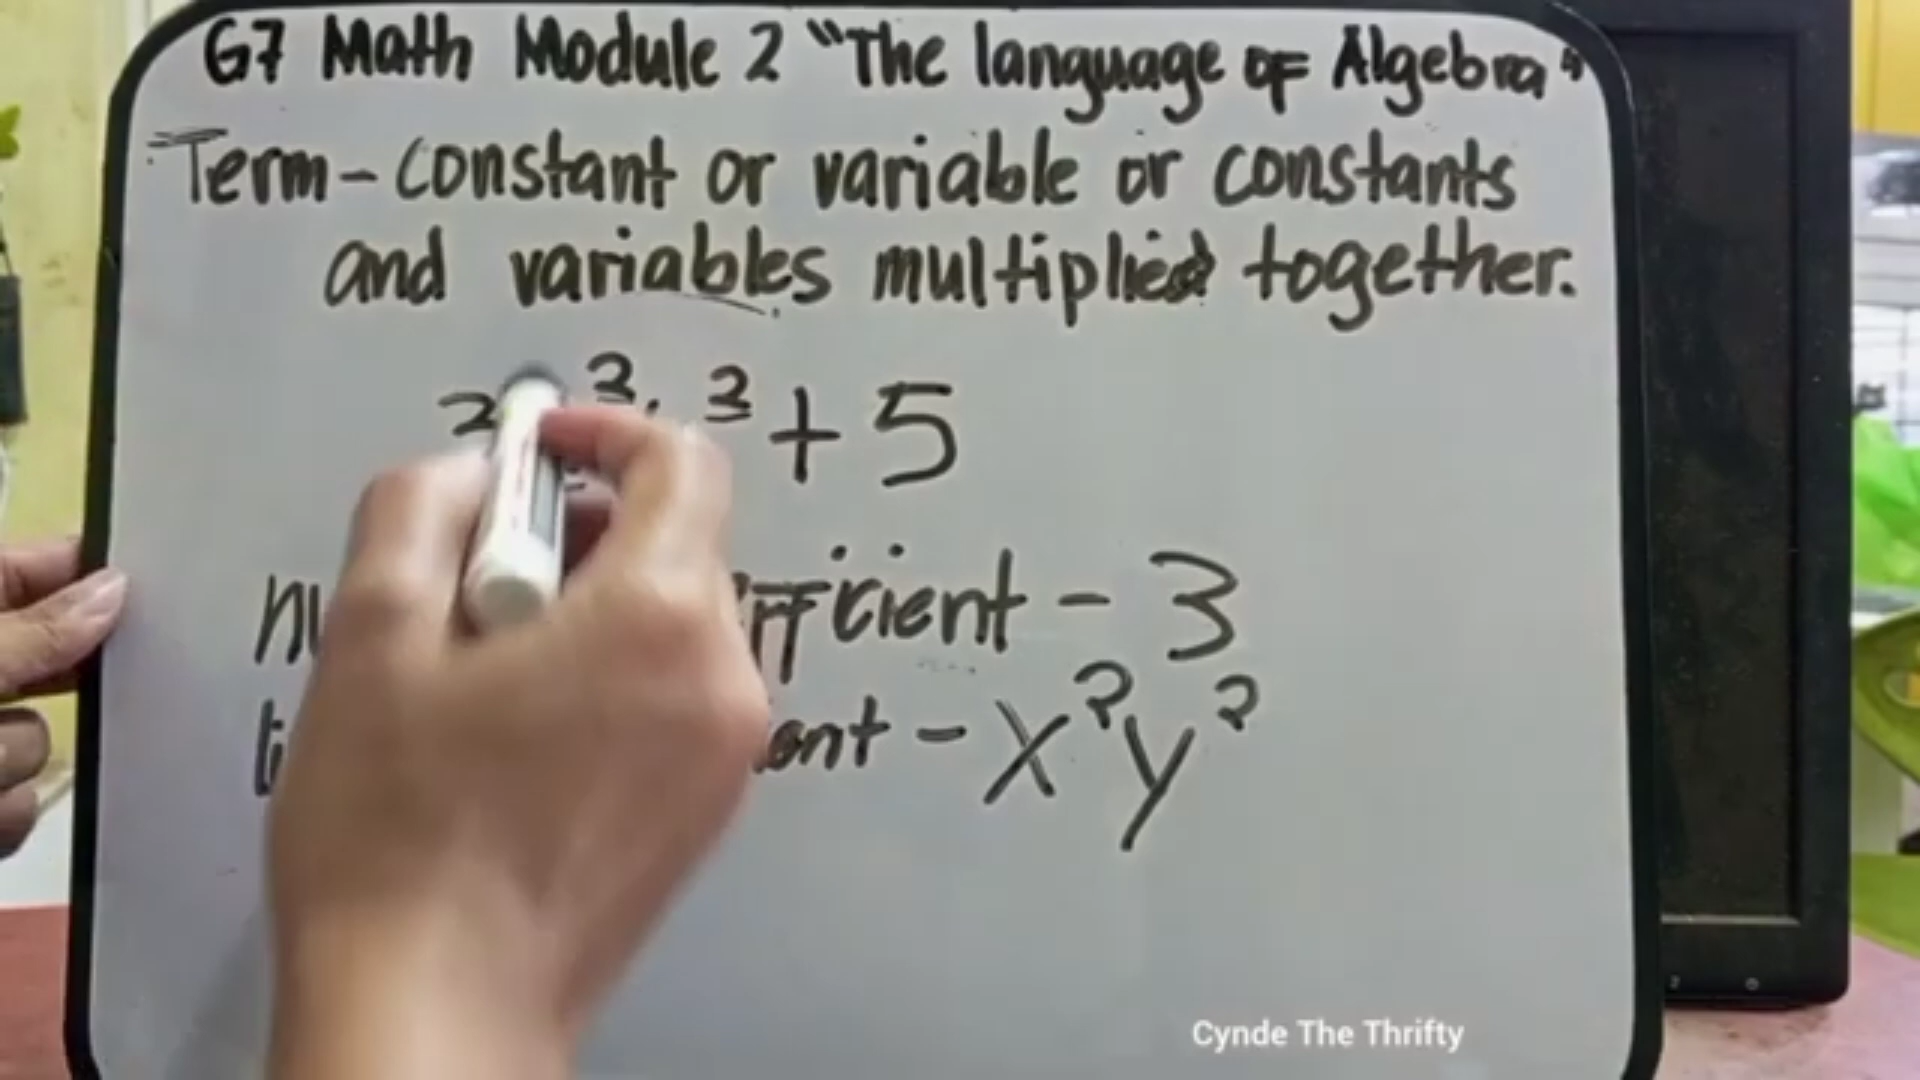 G7 Math Module 2 "The language of Algebra"
Term - constant or variable or constants
and variables multiplied together.
+ 5
- 3
- x²y²
Cynde The Thrifty